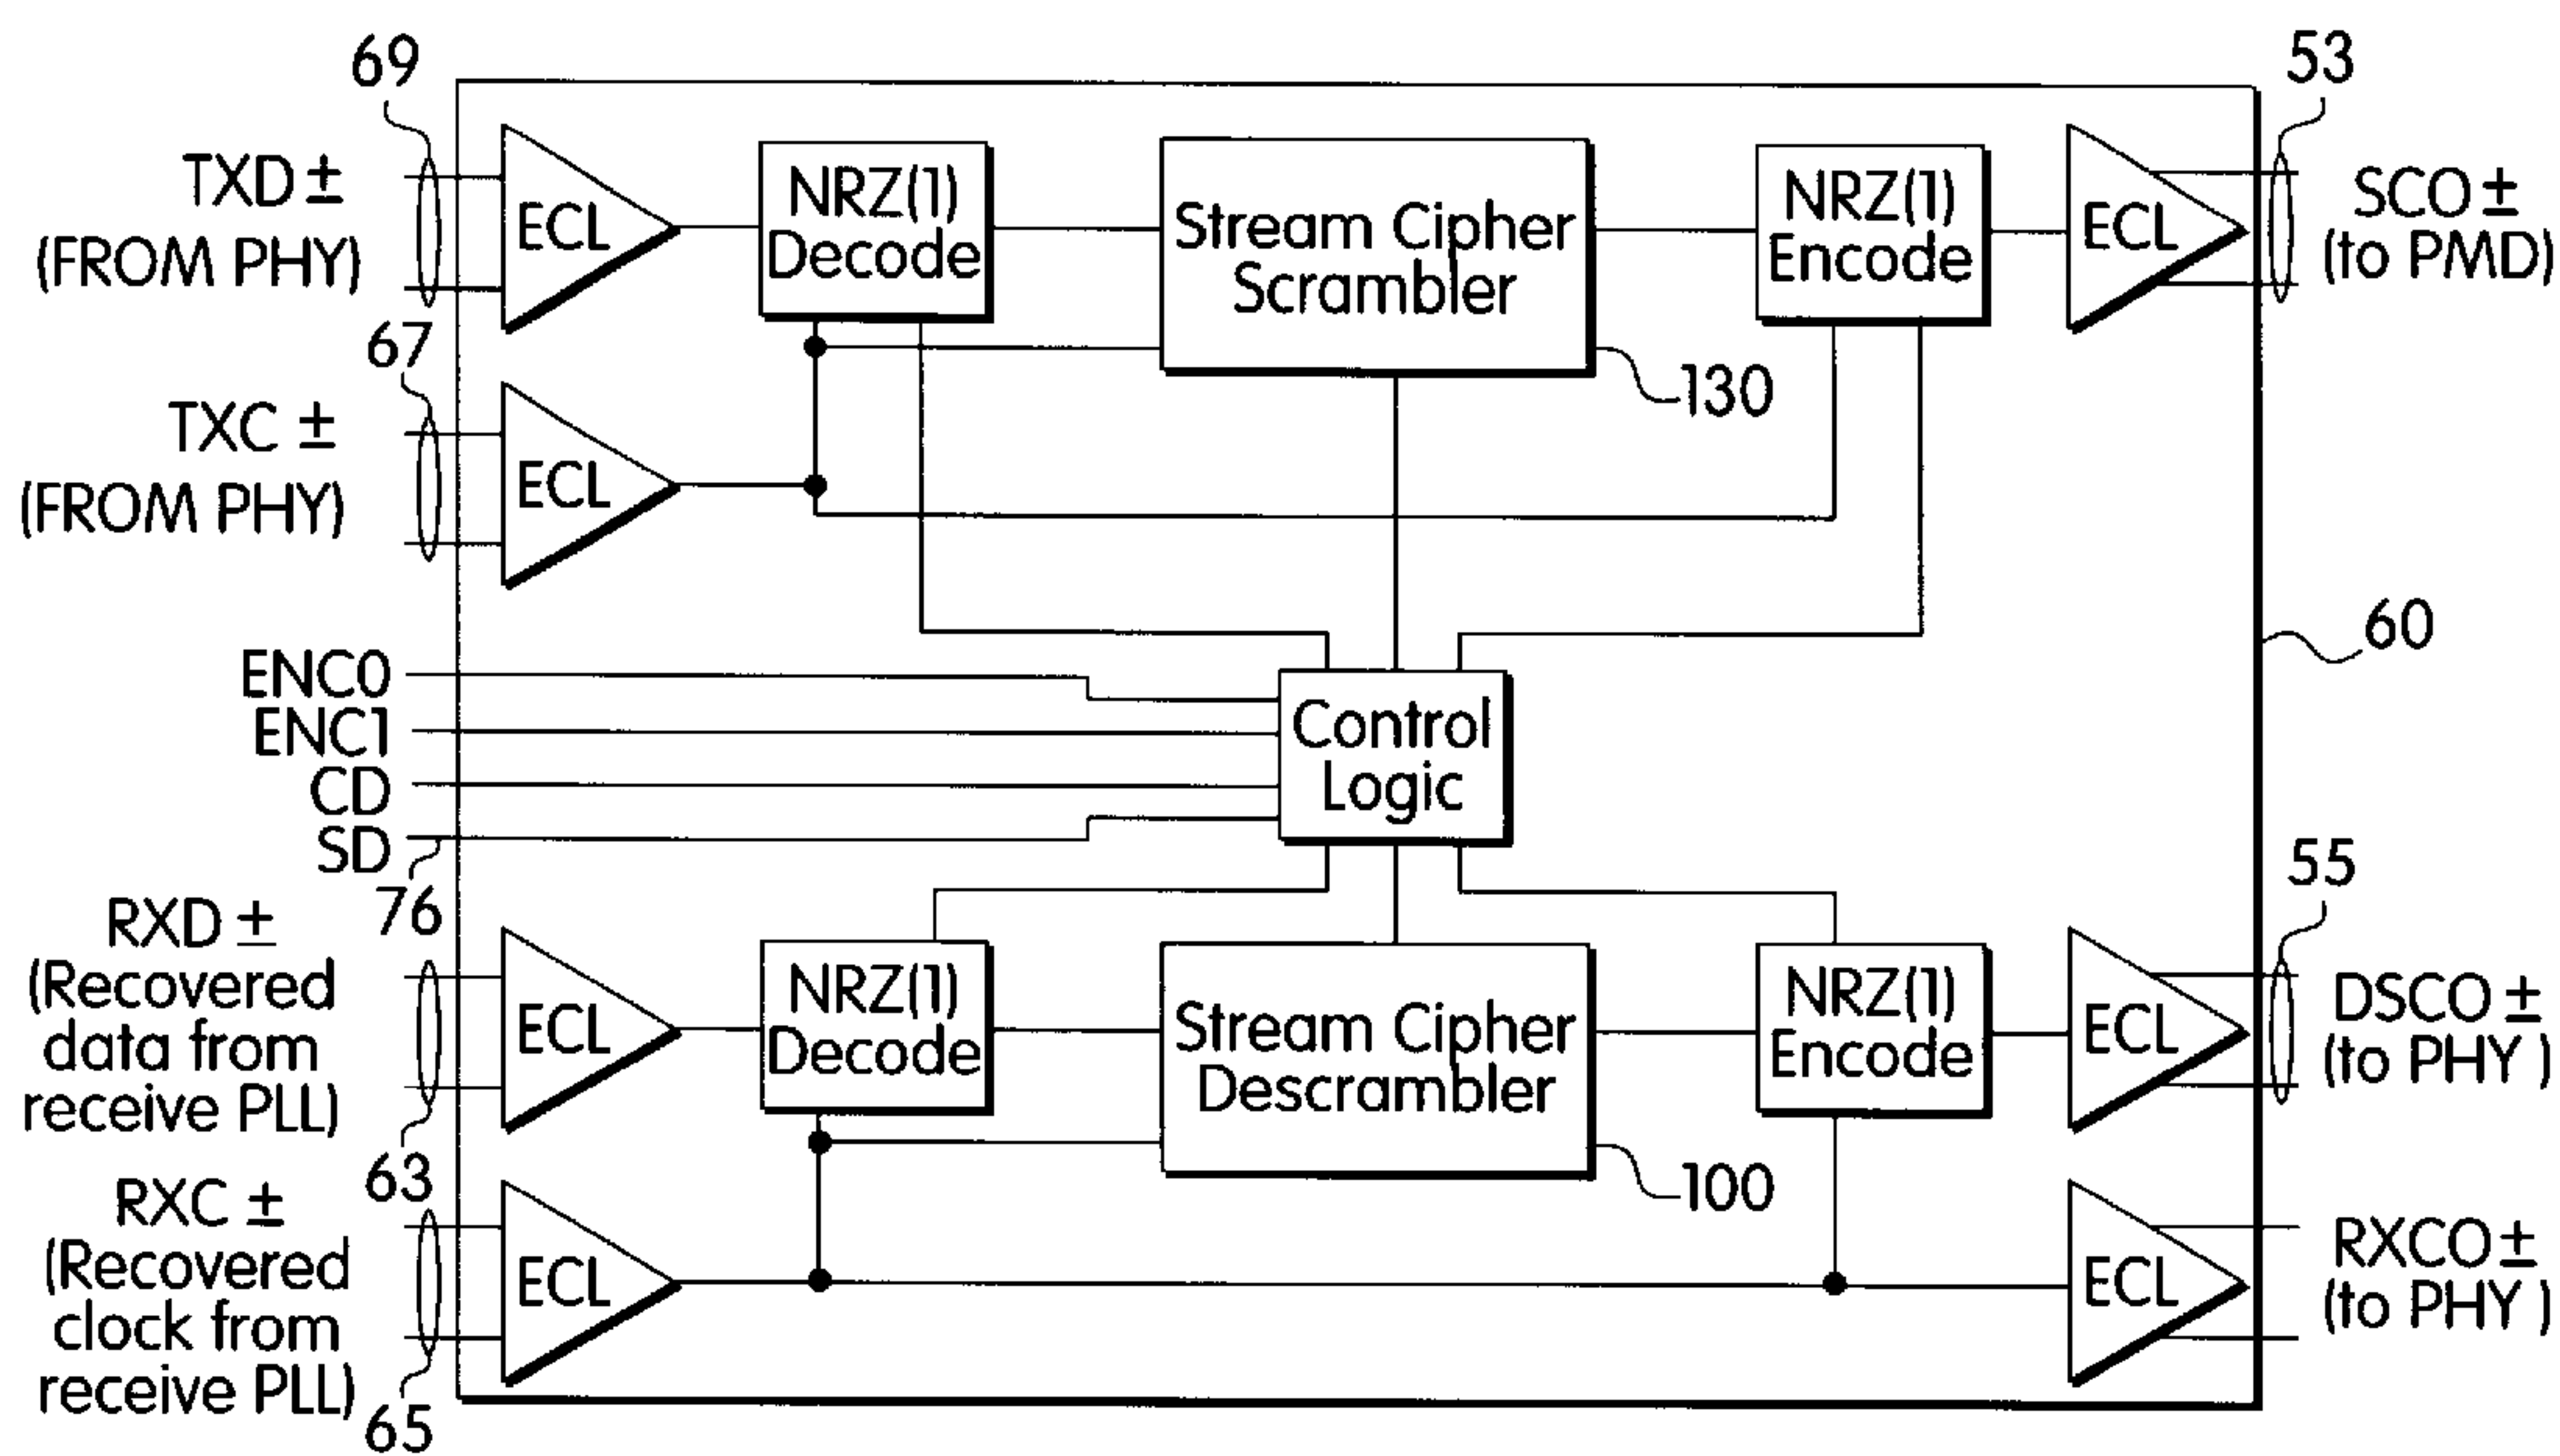 69
53
TXD ±
(FROM PHY)
ECL
NRZ(1)
Decode
Stream Cipher
Scrambler
NRZ(1)
Encode
ECL
SCO ±
(to PMD)
67
130
TXC ±
(FROM PHY)
ECL
60
ENC0
ENC1
CD
SD
76
Control
Logic
55
RXD ±
(Recovered
data from
receive PLL)
63
ECL
NRZ(1)
Decode
Stream Cipher
Descrambler
NRZ(1)
Encode
ECL
DSCO ±
(to PHY )
100
RXC ±
(Recovered
clock from
receive PLL)
65
ECL
ECL
RXCO ±
(to PHY )